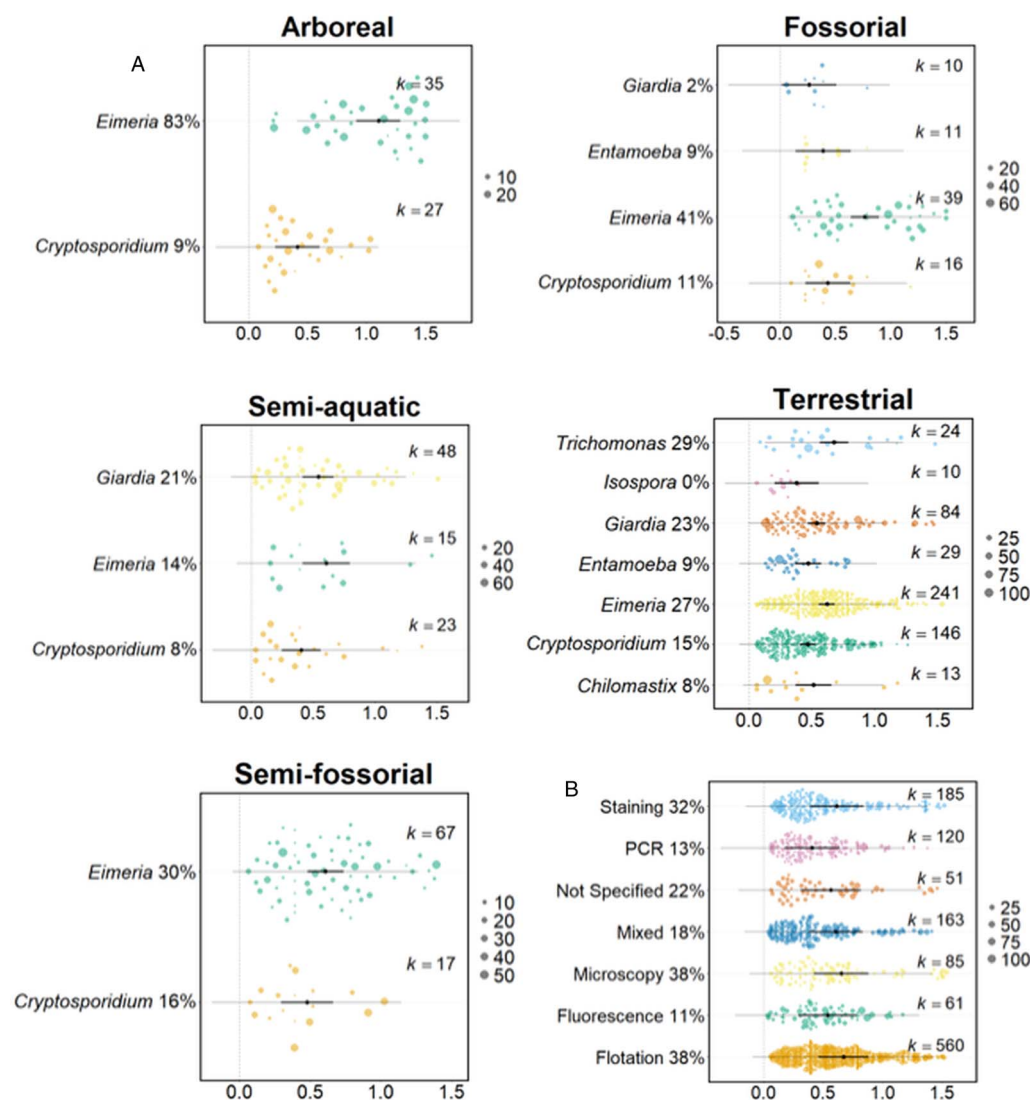 A
Arboreal
k = 35
Eimeria 83%
k = 27
Cryptosporidium 9%
10
20
0.0 0.5 1.0 1.5
Fossorial
k = 10
Giardia 2%
k = 11
Entamoeba 9%
k = 39
Eimeria 41%
k = 16
Cryptosporidium 11%
20
40
60
-0.5 0.0 0.5 1.0 1.5
Semi-aquatic
k = 48
Giardia 21%
k = 15
Eimeria 14%
k = 23
Cryptosporidium 8%
20
40
60
0.0 0.5 1.0 1.5
Terrestrial
Trichomonas 29% k = 24
Isospora 0% k = 10
Giardia 23% k = 84
Entamoeba 9% k = 29
Eimeria 27% k = 241
Cryptosporidium 15% k = 146
Chilomastix 8% k = 13
25
50
75
100
0.0 0.5 1.0 1.5
Semi-fossorial
k = 67
Eimeria 30%
k = 17
Cryptosporidium 16%
10
20
30
40
50
0.0 0.5 1.0 1.5
B
Staining 32% k = 185
PCR 13% k = 120
Not Specified 22% k = 51
Mixed 18% k = 163
Microscopy 38% k = 85
Fluorescence 11% k = 61
Flotation 38% k = 560
25
50
75
100
0.0 0.5 1.0 1.5